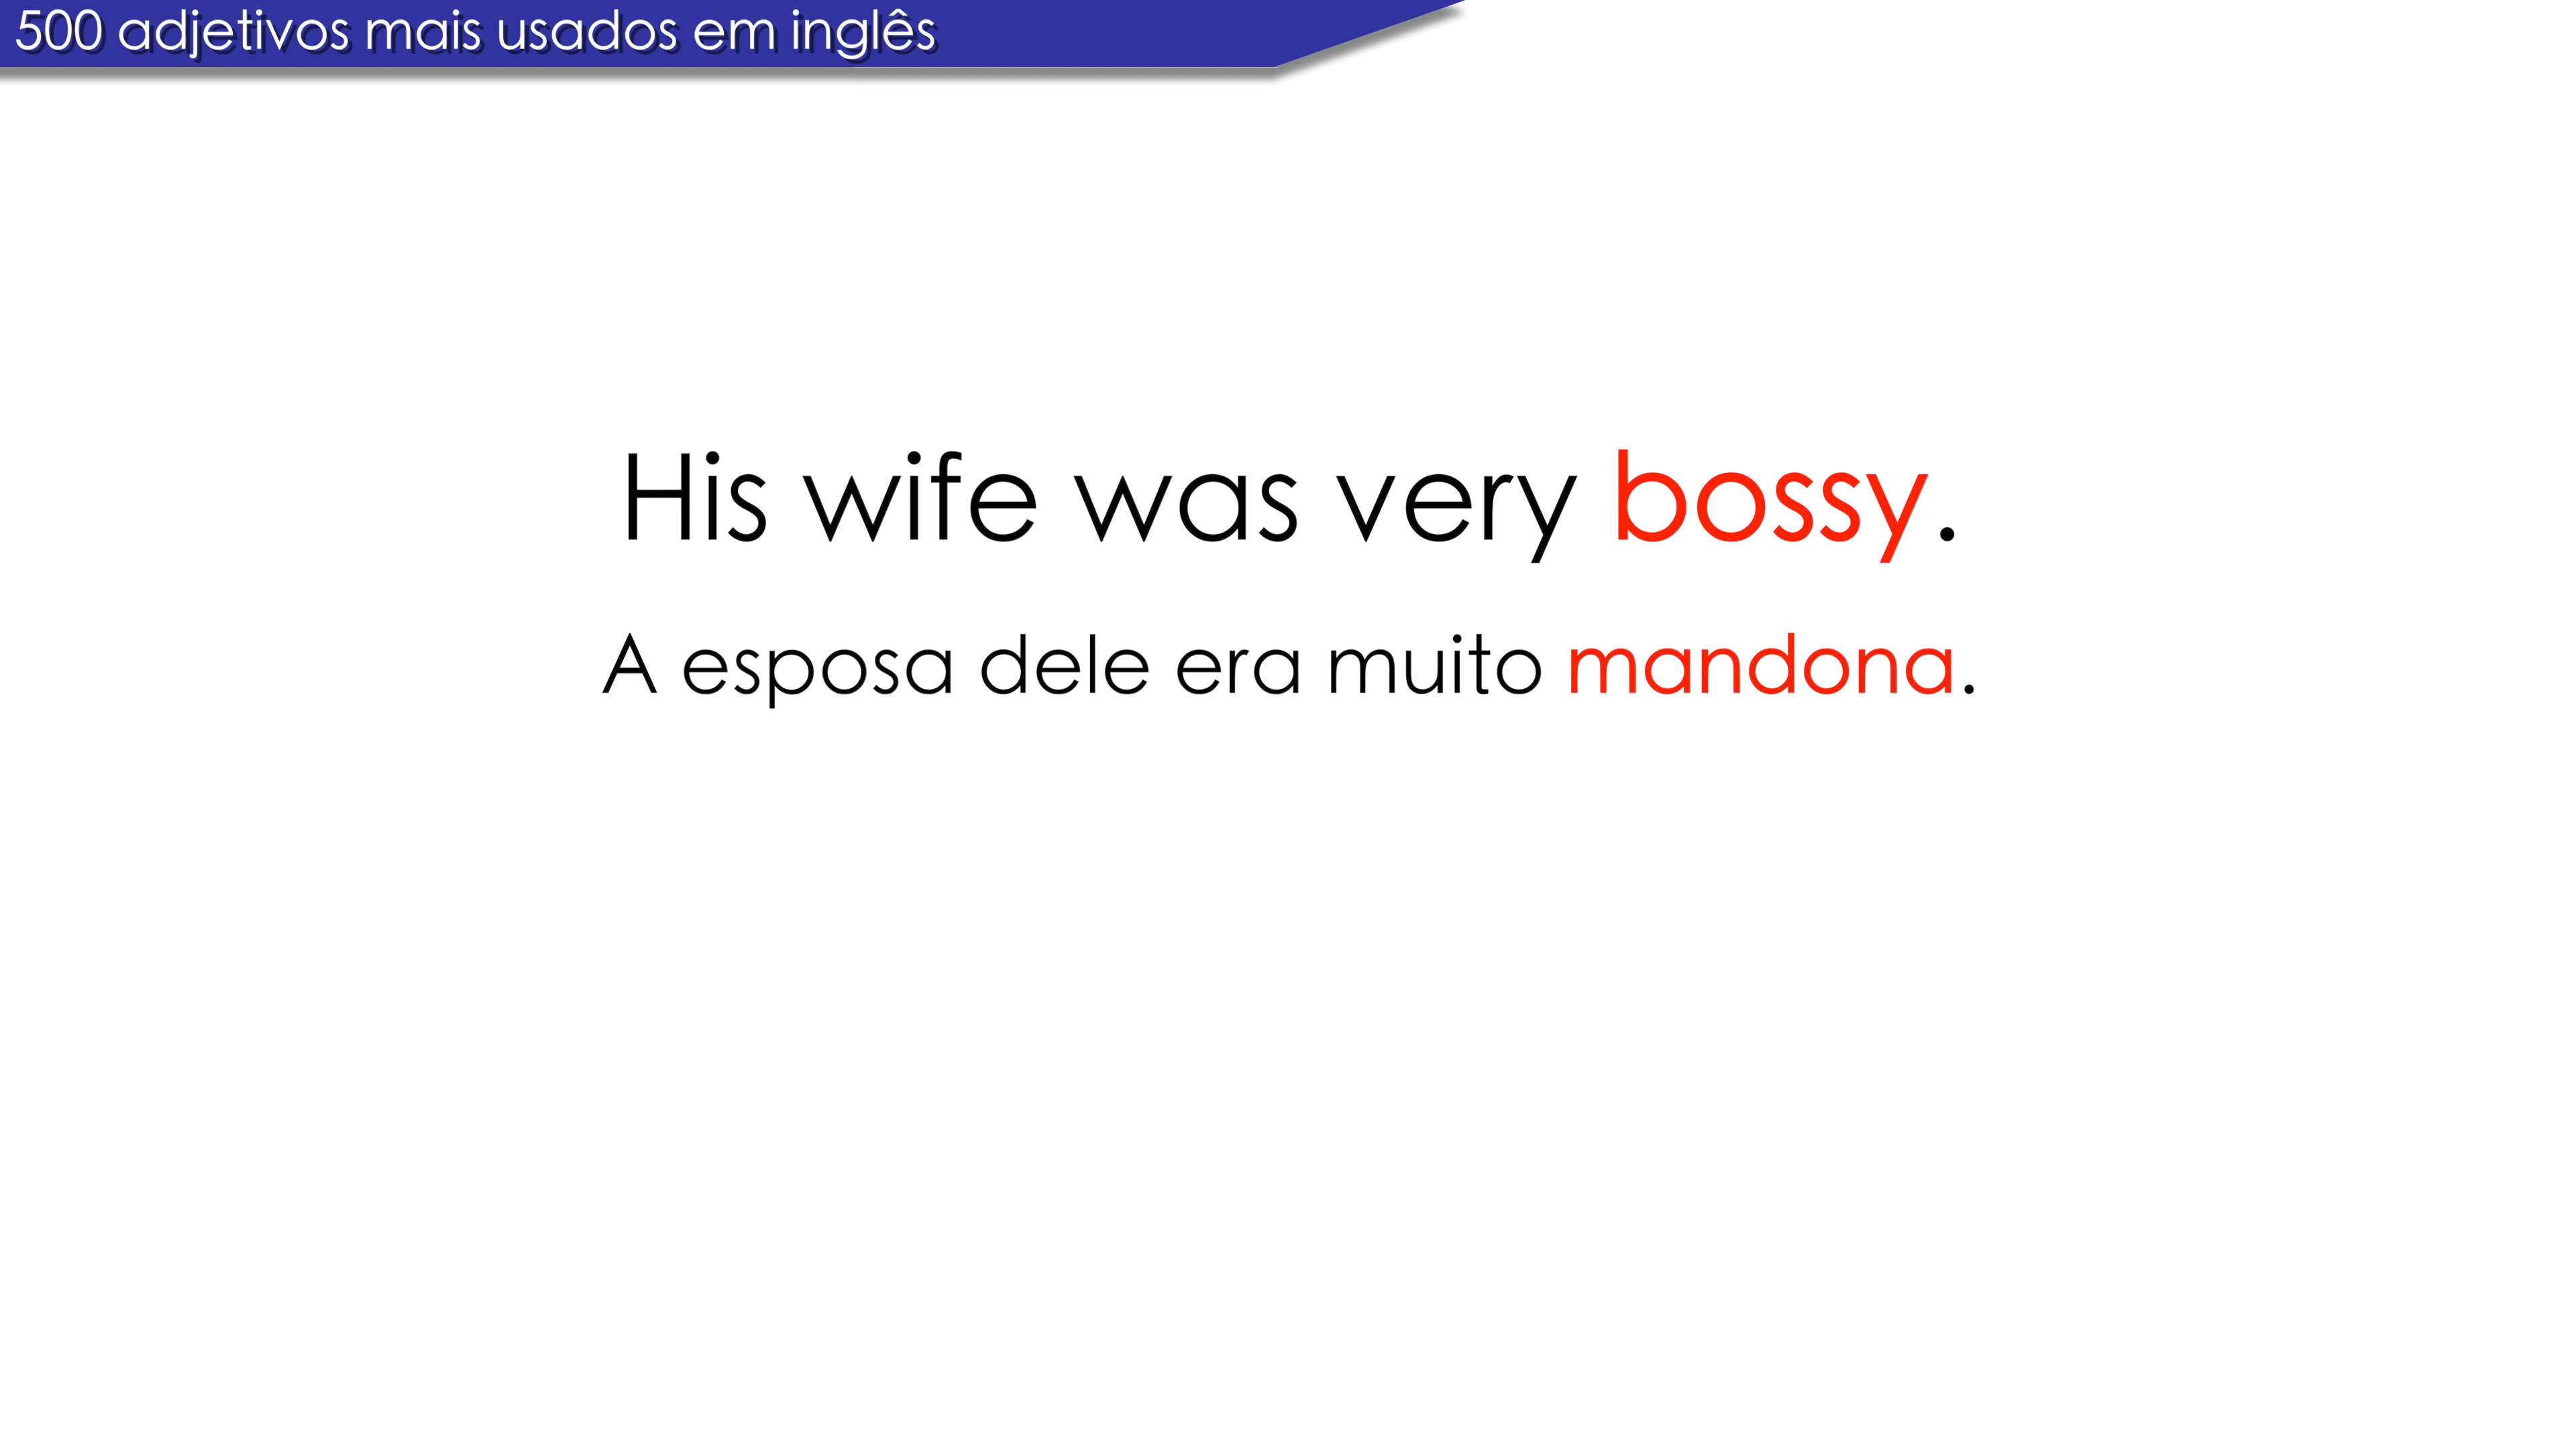 500 adjetivos mais usados em inglês
His wife was very bossy.
A esposa dele era muito mandona.